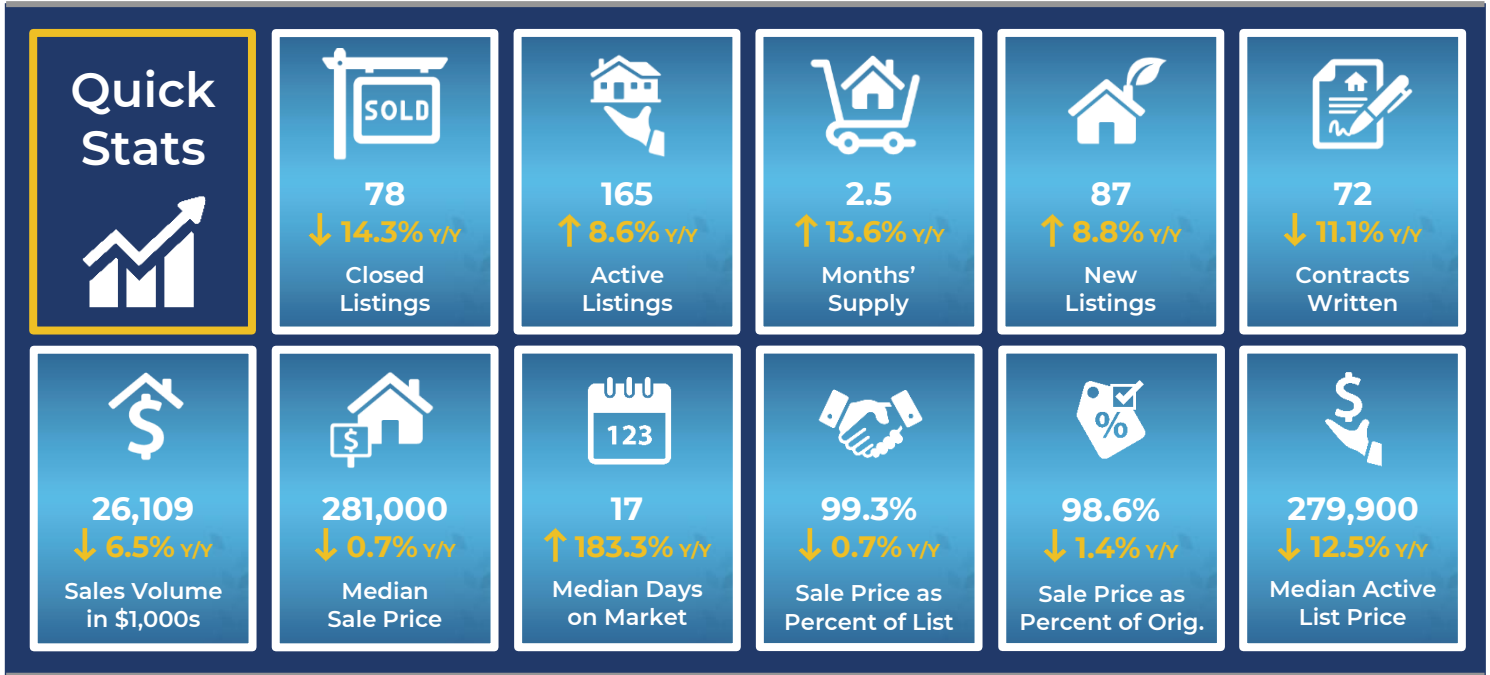 Quick
Stats
SOLD
78
↓ 14.3% Y/Y
Closed
Listings
165
↑ 8.6% Y/Y
Active
Listings
2.5
↑ 13.6% Y/Y
Months’
Supply
87
↑ 8.8% Y/Y
New
Listings
72
↓ 11.1% Y/Y
Contracts
Written
$
26,109
↓ 6.5% Y/Y
Sales Volume
in $1,000s
$
281,000
↓ 0.7% Y/Y
Median
Sale Price
123
17
↑ 183.3% Y/Y
Median Days
on Market
99.3%
↓ 0.7% Y/Y
Sale Price as
Percent of List
%
98.6%
↓ 1.4% Y/Y
Sale Price as
Percent of Orig.
$
279,900
↓ 12.5% Y/Y
Median Active
List Price